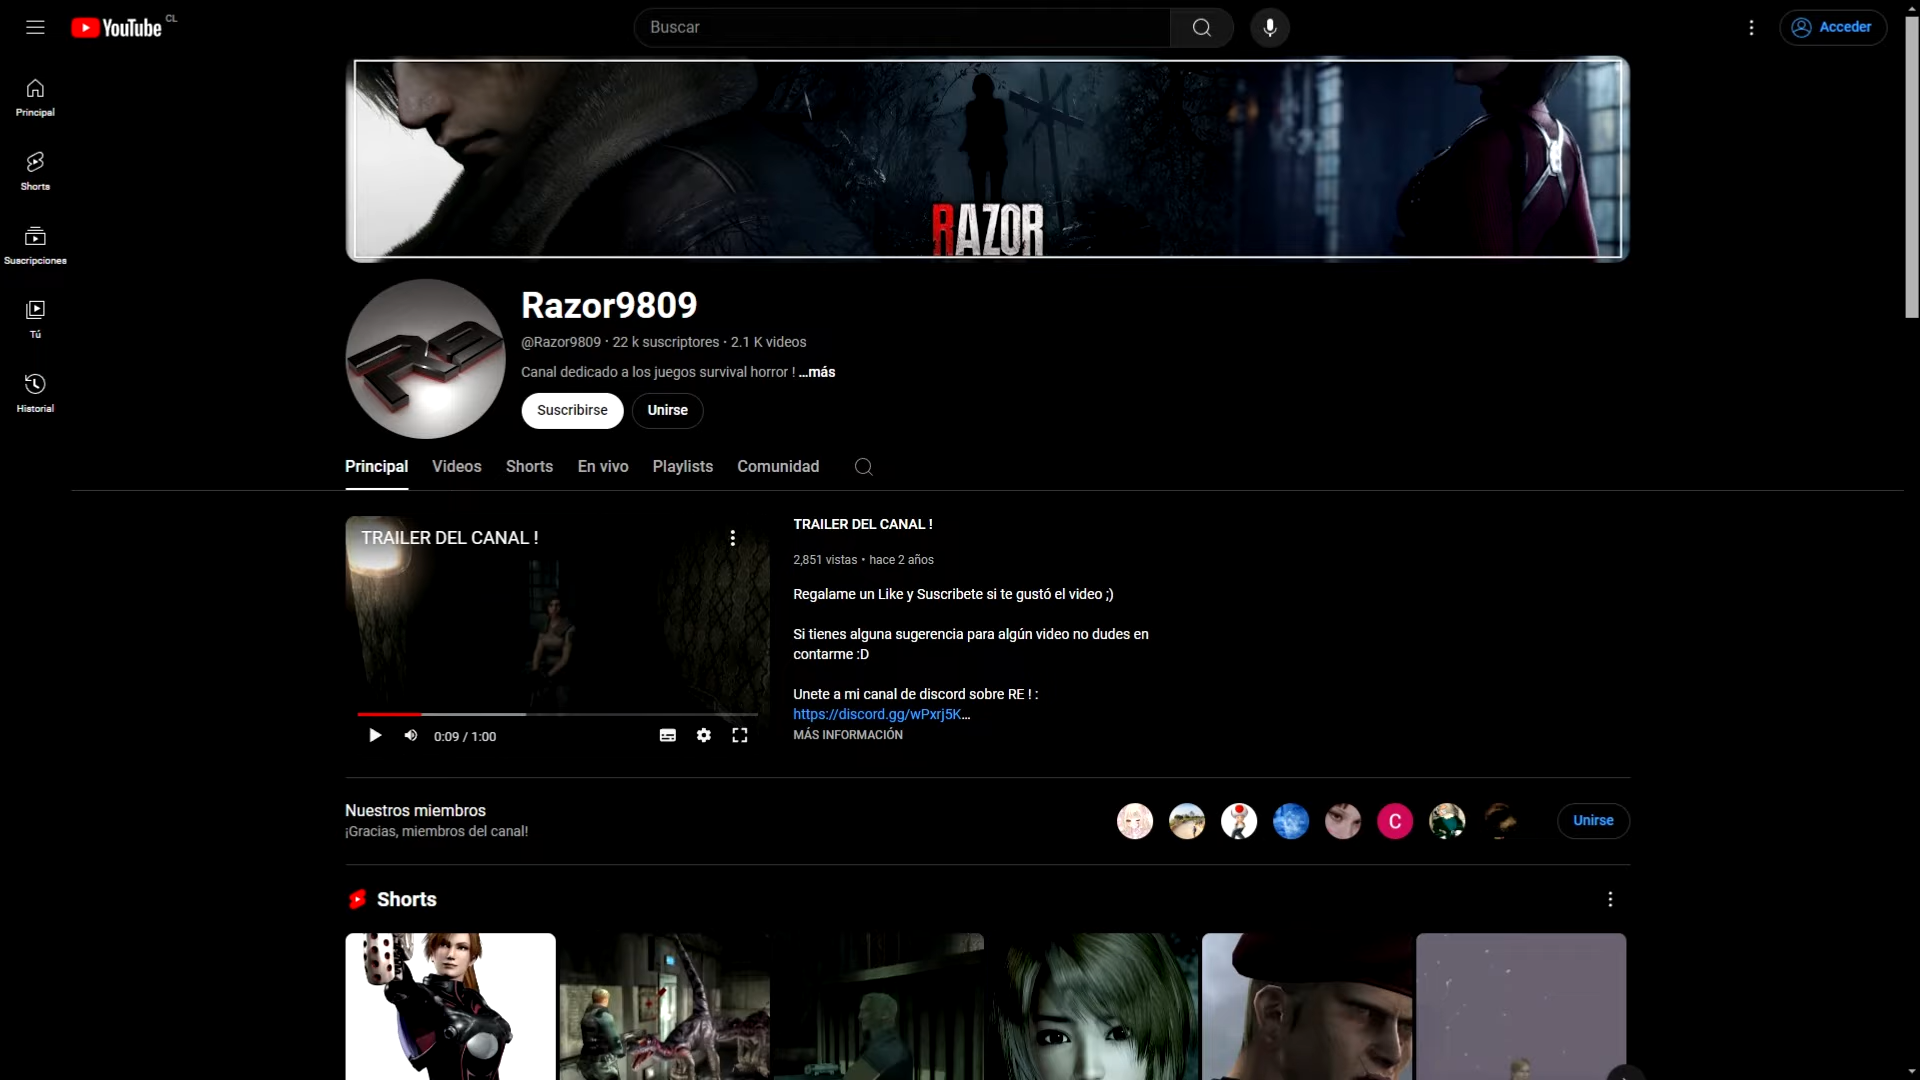 YouTube CL
Buscar
Acceder
Principal
Shorts
Suscripciones
Tú
Historial
RAZOR
Razor9809
@Razor9809 · 22 k suscriptores · 2.1 K videos
Canal dedicado a los juegos survival horror ! ...más
Suscribirse
Unirse
Principal
Videos
Shorts
En vivo
Playlists
Comunidad
TRAILER DEL CANAL !
0:09 / 1:00
TRAILER DEL CANAL !
2,851 vistas • hace 2 años
Regalame un Like y Suscribete si te gustó el video ;)
Si tienes alguna sugerencia para algún video no dudes en
contarme :D
Unete a mi canal de discord sobre RE ! :
https://discord.gg/wPxrj5K...
MÁS INFORMACIÓN
Nuestros miembros
¡Gracias, miembros del canal!
C
Unirse
Shorts